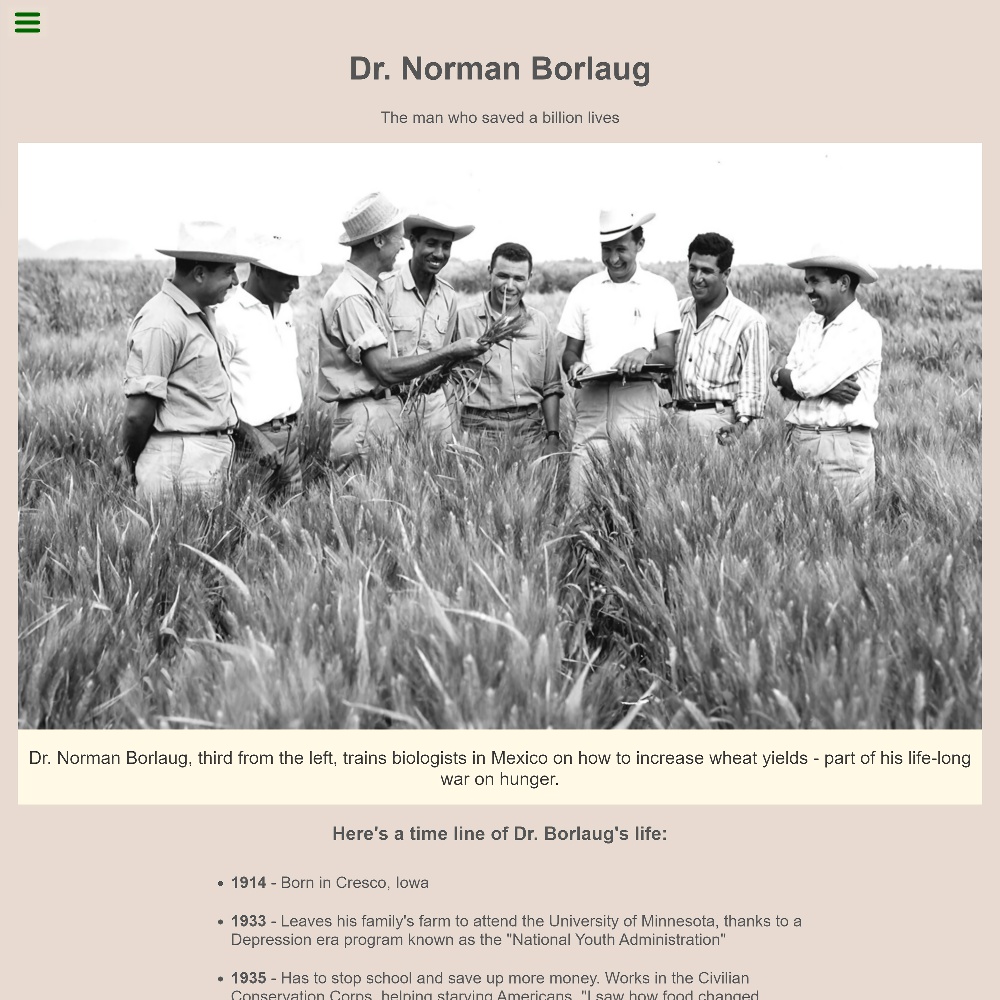 Dr. Norman Borlaug
The man who saved a billion lives
Dr. Norman Borlaug, third from the left, trains biologists in Mexico on how to increase wheat yields - part of his life-long
war on hunger.
Here's a time line of Dr. Borlaug's life:
• 1914 - Born in Cresco, Iowa
• 1933 - Leaves his family's farm to attend the University of Minnesota, thanks to a
Depression era program known as the "National Youth Administration"
• 1935 - Has to stop school and save up more money. Works in the Civilian
Conservation Corps, helping starving Americans. "I saw how food changed